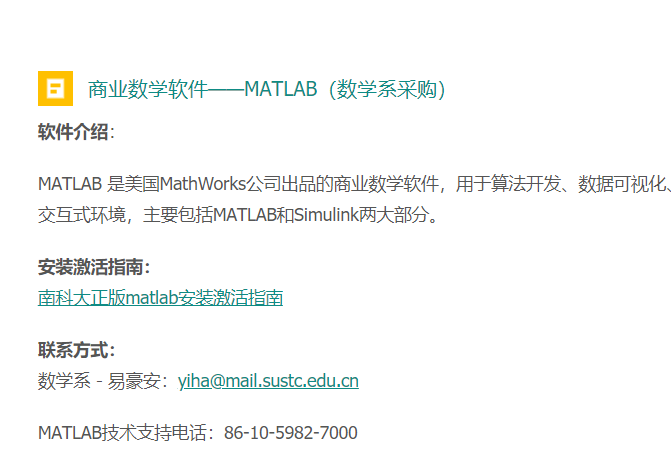 商业数学软件——MATLAB（数学系采购）
软件介绍：
MATLAB 是美国MathWorks公司出品的商业数学软件，用于算法开发、数据可视化、
交互式环境，主要包括MATLAB和Simulink两大部分。
安装激活指南：
南科大正版matlab安装激活指南
联系方式：
数学系 - 易豪安：yiha@mail.sustc.edu.cn
MATLAB技术支持电话：86-10-5982-7000